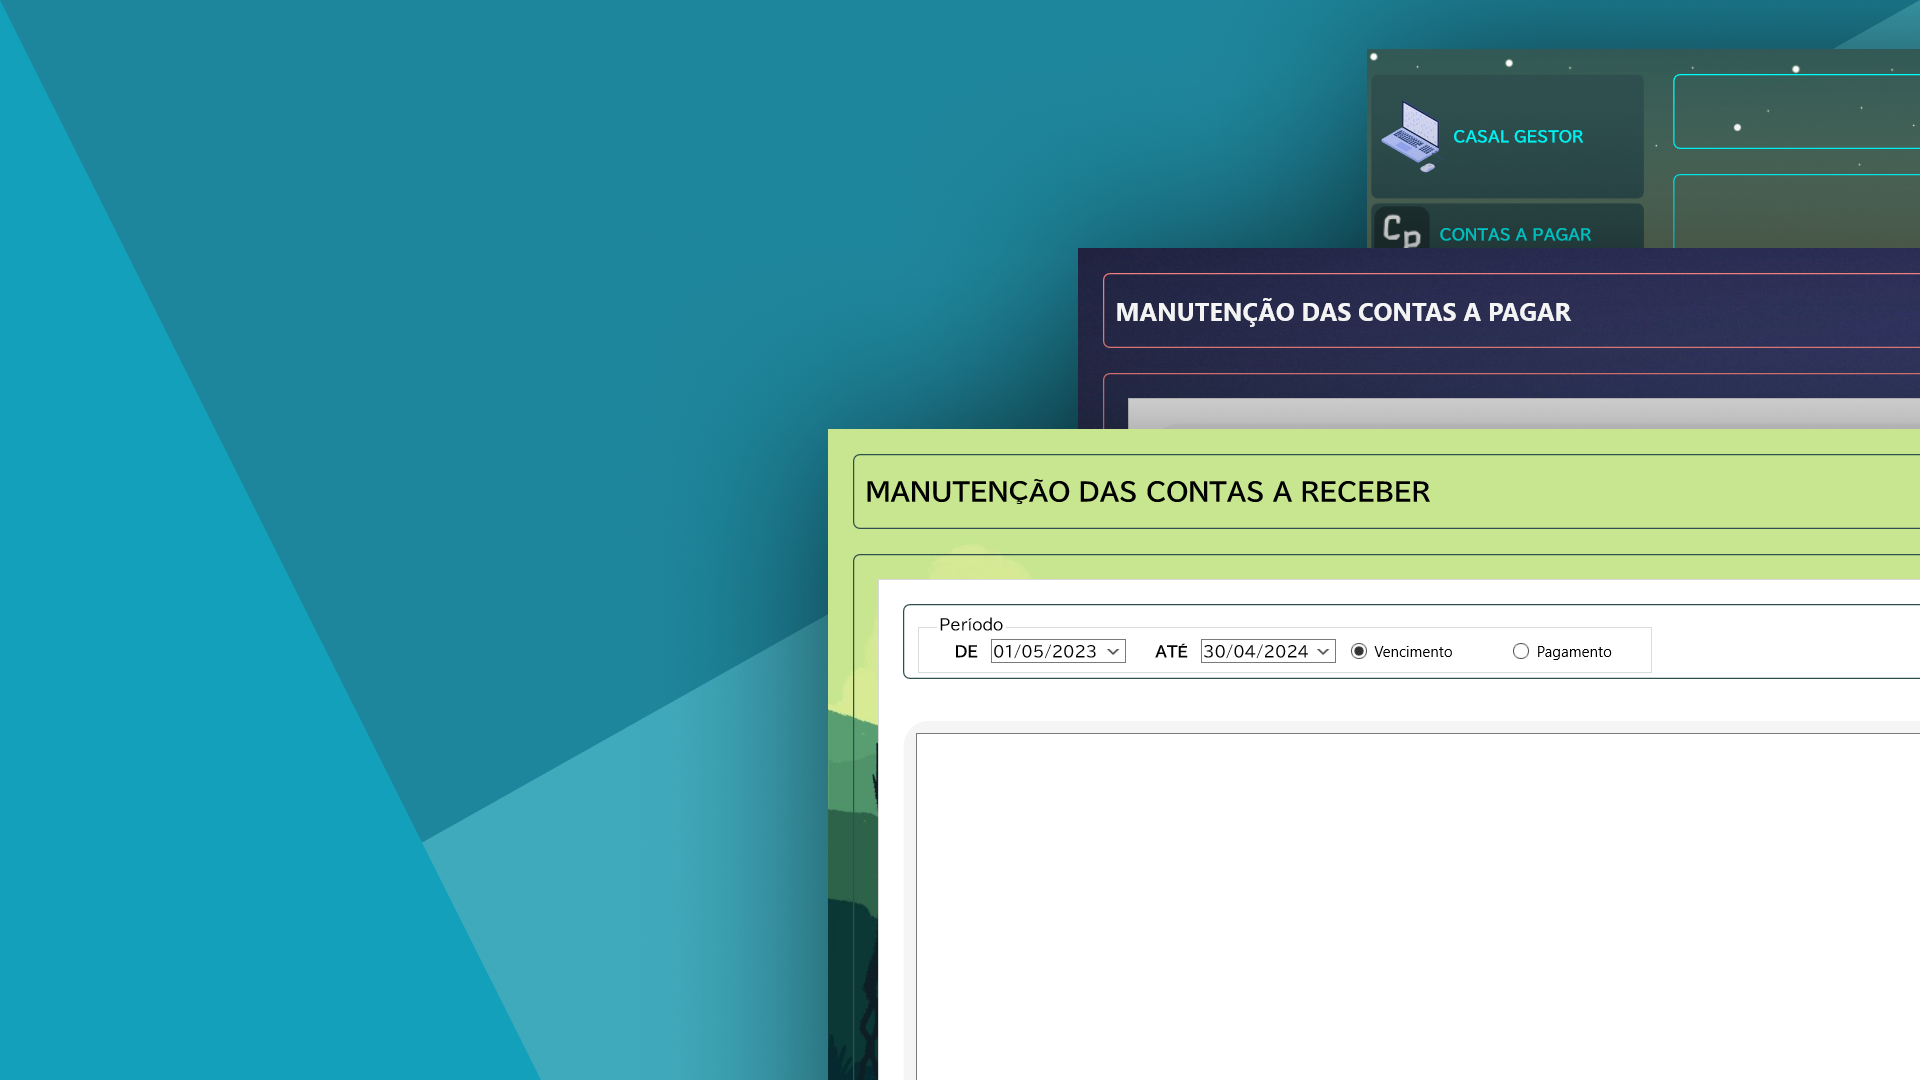 CASAL GESTOR
CP CONTAS A PAGAR
MANUTENÇÃO DAS CONTAS A PAGAR
MANUTENÇÃO DAS CONTAS A RECEBER
Período
DE 01/05/2023 ATÉ 30/04/2024 Vencimento Pagamento